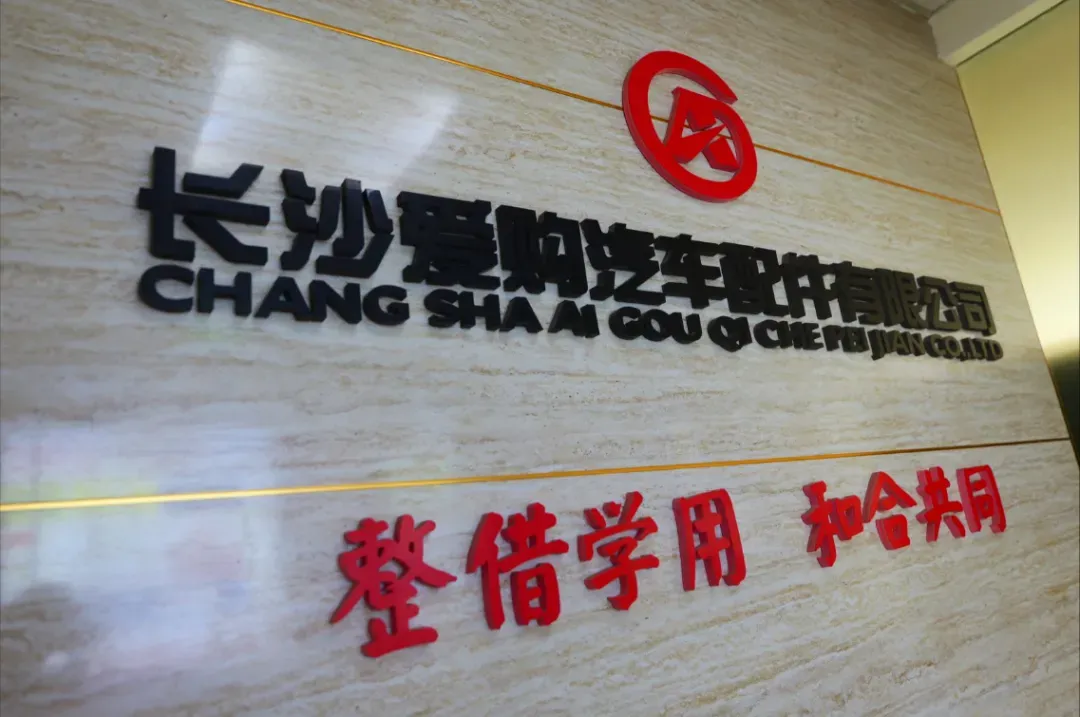 长沙爱购汽车配件有限公司
CHANG SHA AI GOU QI CHE PEI JIAN CO.,LTD
整借学用 和合共同